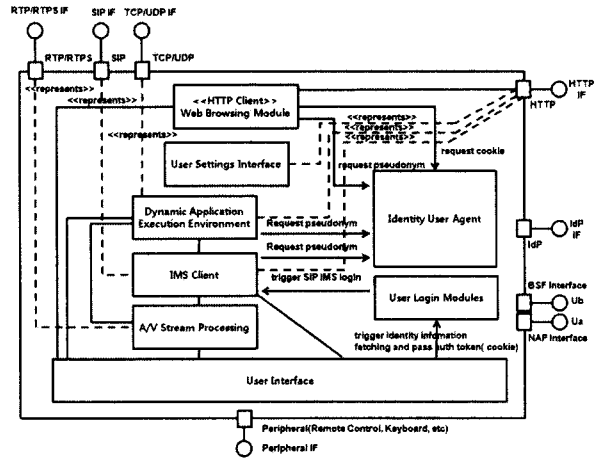 RTP/RTPS IF
SIP IF
TCP/UDP IF
RTP/RTPS
SIP
TCP/UDP
<<represents>>
<<represents>>
<<represents>>
<<HTTP Client>>
Web Browsing Module
<<represents>>
<<represents>>
<<represents>>
HTTP
IF
HTTP
request cookie
User Settings Interface
request pseudonym
Dynamic Application
Execution Environment
Request pseudonym
Identity User Agent
Request pseudonym
IdP
IF
IdP
IMS Client
trigger SIP IMS login
User Login Modules
BSF Interface
Ub
Ua
NAP Interface
A/V Stream Processing
trigger identity infomation
fetching and pass auth token( cookie)
User Interface
Peripheral(Remote Control, Keyboard, etc)
Peripheral IF